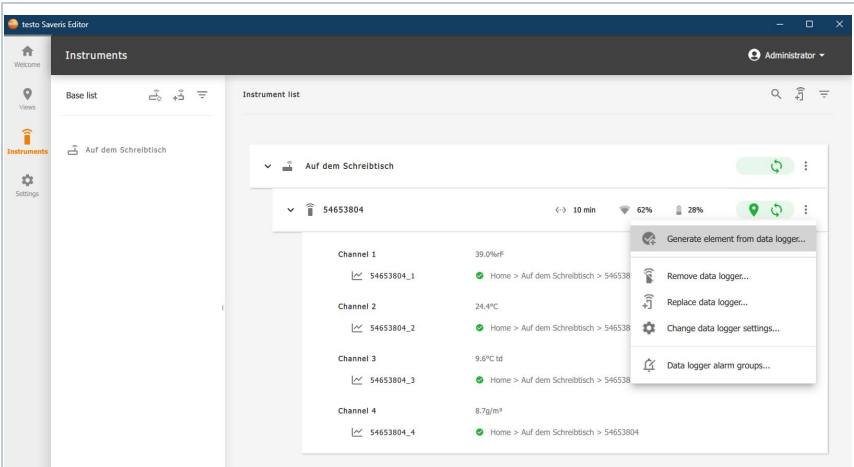 testo Saveris Editor
Instruments
Administrator
Welcome
Views
Instruments
Settings
Base list
Auf dem Schreibtisch
Instrument list
Auf dem Schreibtisch
54653804
10 min
62%
28%
Generate element from data logger...
Remove data logger...
Replace data logger...
Change data logger settings...
Data logger alarm groups...
Channel 1
39.0%rF
54653804_1
Home > Auf dem Schreibtisch > 546538
Channel 2
24.4°C
54653804_2
Home > Auf dem Schreibtisch > 546538
Channel 3
9.6°C td
54653804_3
Home > Auf dem Schreibtisch > 546538
Channel 4
8.7g/m³
54653804_4
Home > Auf dem Schreibtisch > 54653804